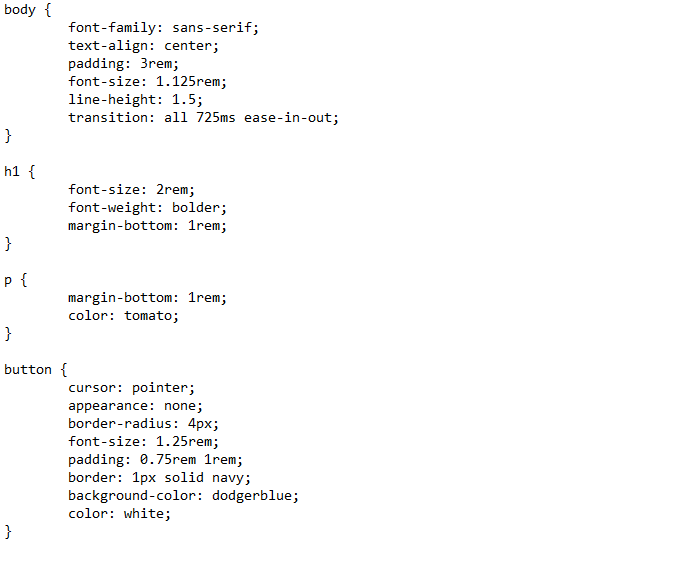 body {
	font-family: sans-serif;
	text-align: center;
	padding: 3rem;
	font-size: 1.125rem;
	line-height: 1.5;
	transition: all 725ms ease-in-out;
}

h1 {
	font-size: 2rem;
	font-weight: bolder;
	margin-bottom: 1rem;
}

p {
	margin-bottom: 1rem;
	color: tomato;
}

button {
	cursor: pointer;
	appearance: none;
	border-radius: 4px;
	font-size: 1.25rem;
	padding: 0.75rem 1rem;
	border: 1px solid navy;
	background-color: dodgerblue;
	color: white;
}